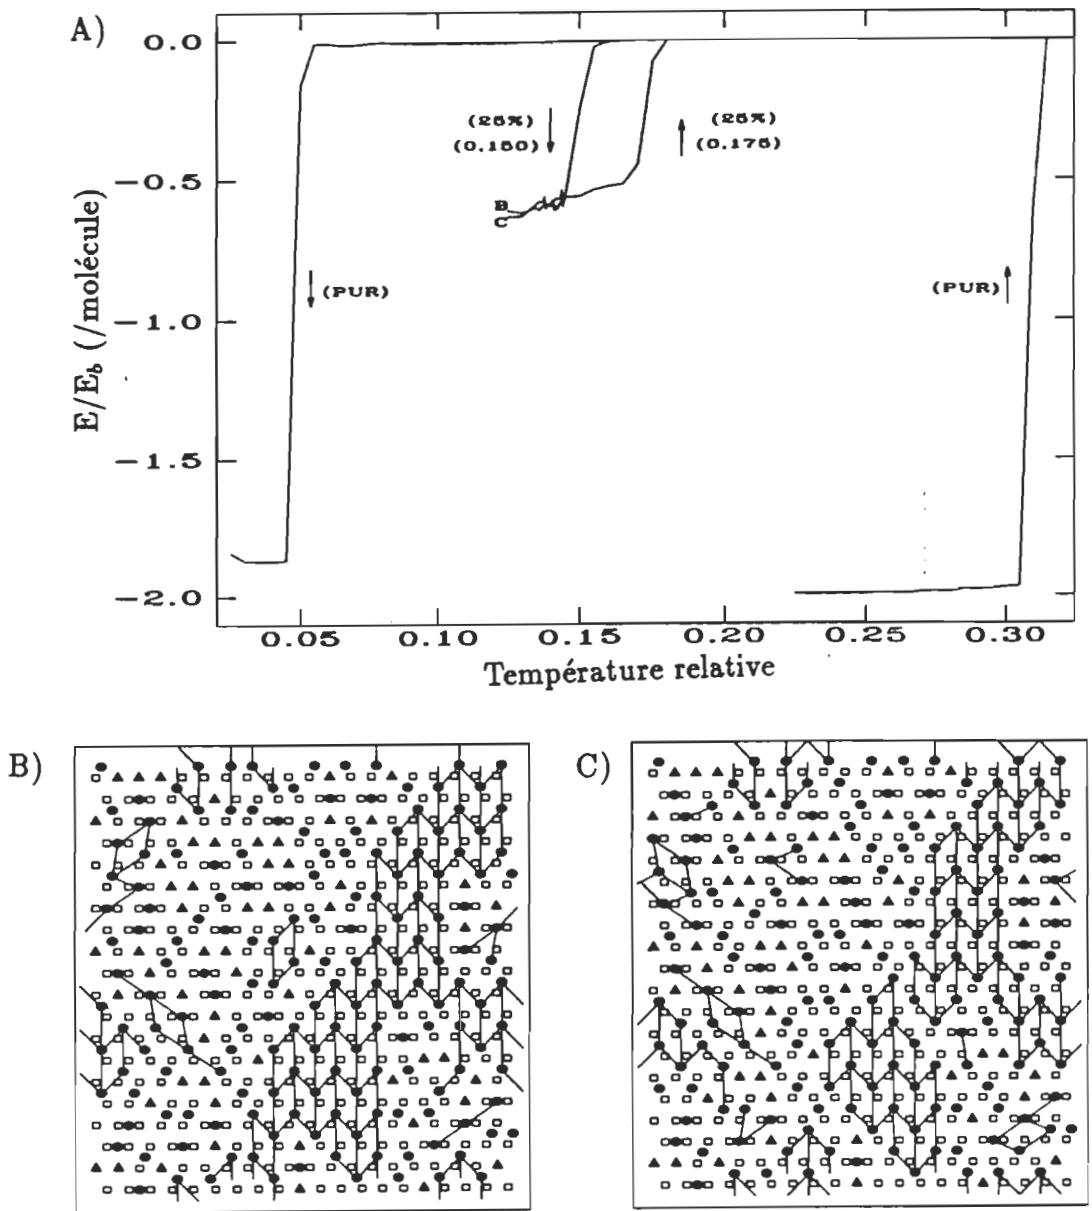 A)
0.0
(25%)
(0.150)
(25%)
(0.175)
−0.5
B
C
E/E_b (/molécule)
(PUR)
(PUR)
−1.0
−1.5
−2.0
0.05 0.10 0.15 0.20 0.25 0.30
Température relative
B)
C)